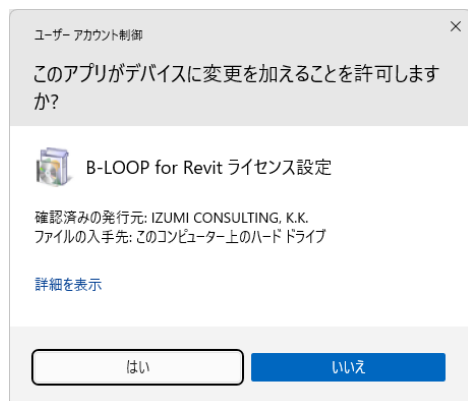 ユーザー アカウント制御
このアプリがデバイスに変更を加えることを許可します
か?
B-LOOP for Revit ライセンス設定
確認済みの発行元: IZUMI CONSULTING, K.K.
ファイルの入手先: このコンピューター上のハード ドライブ
詳細を表示
はい
いいえ